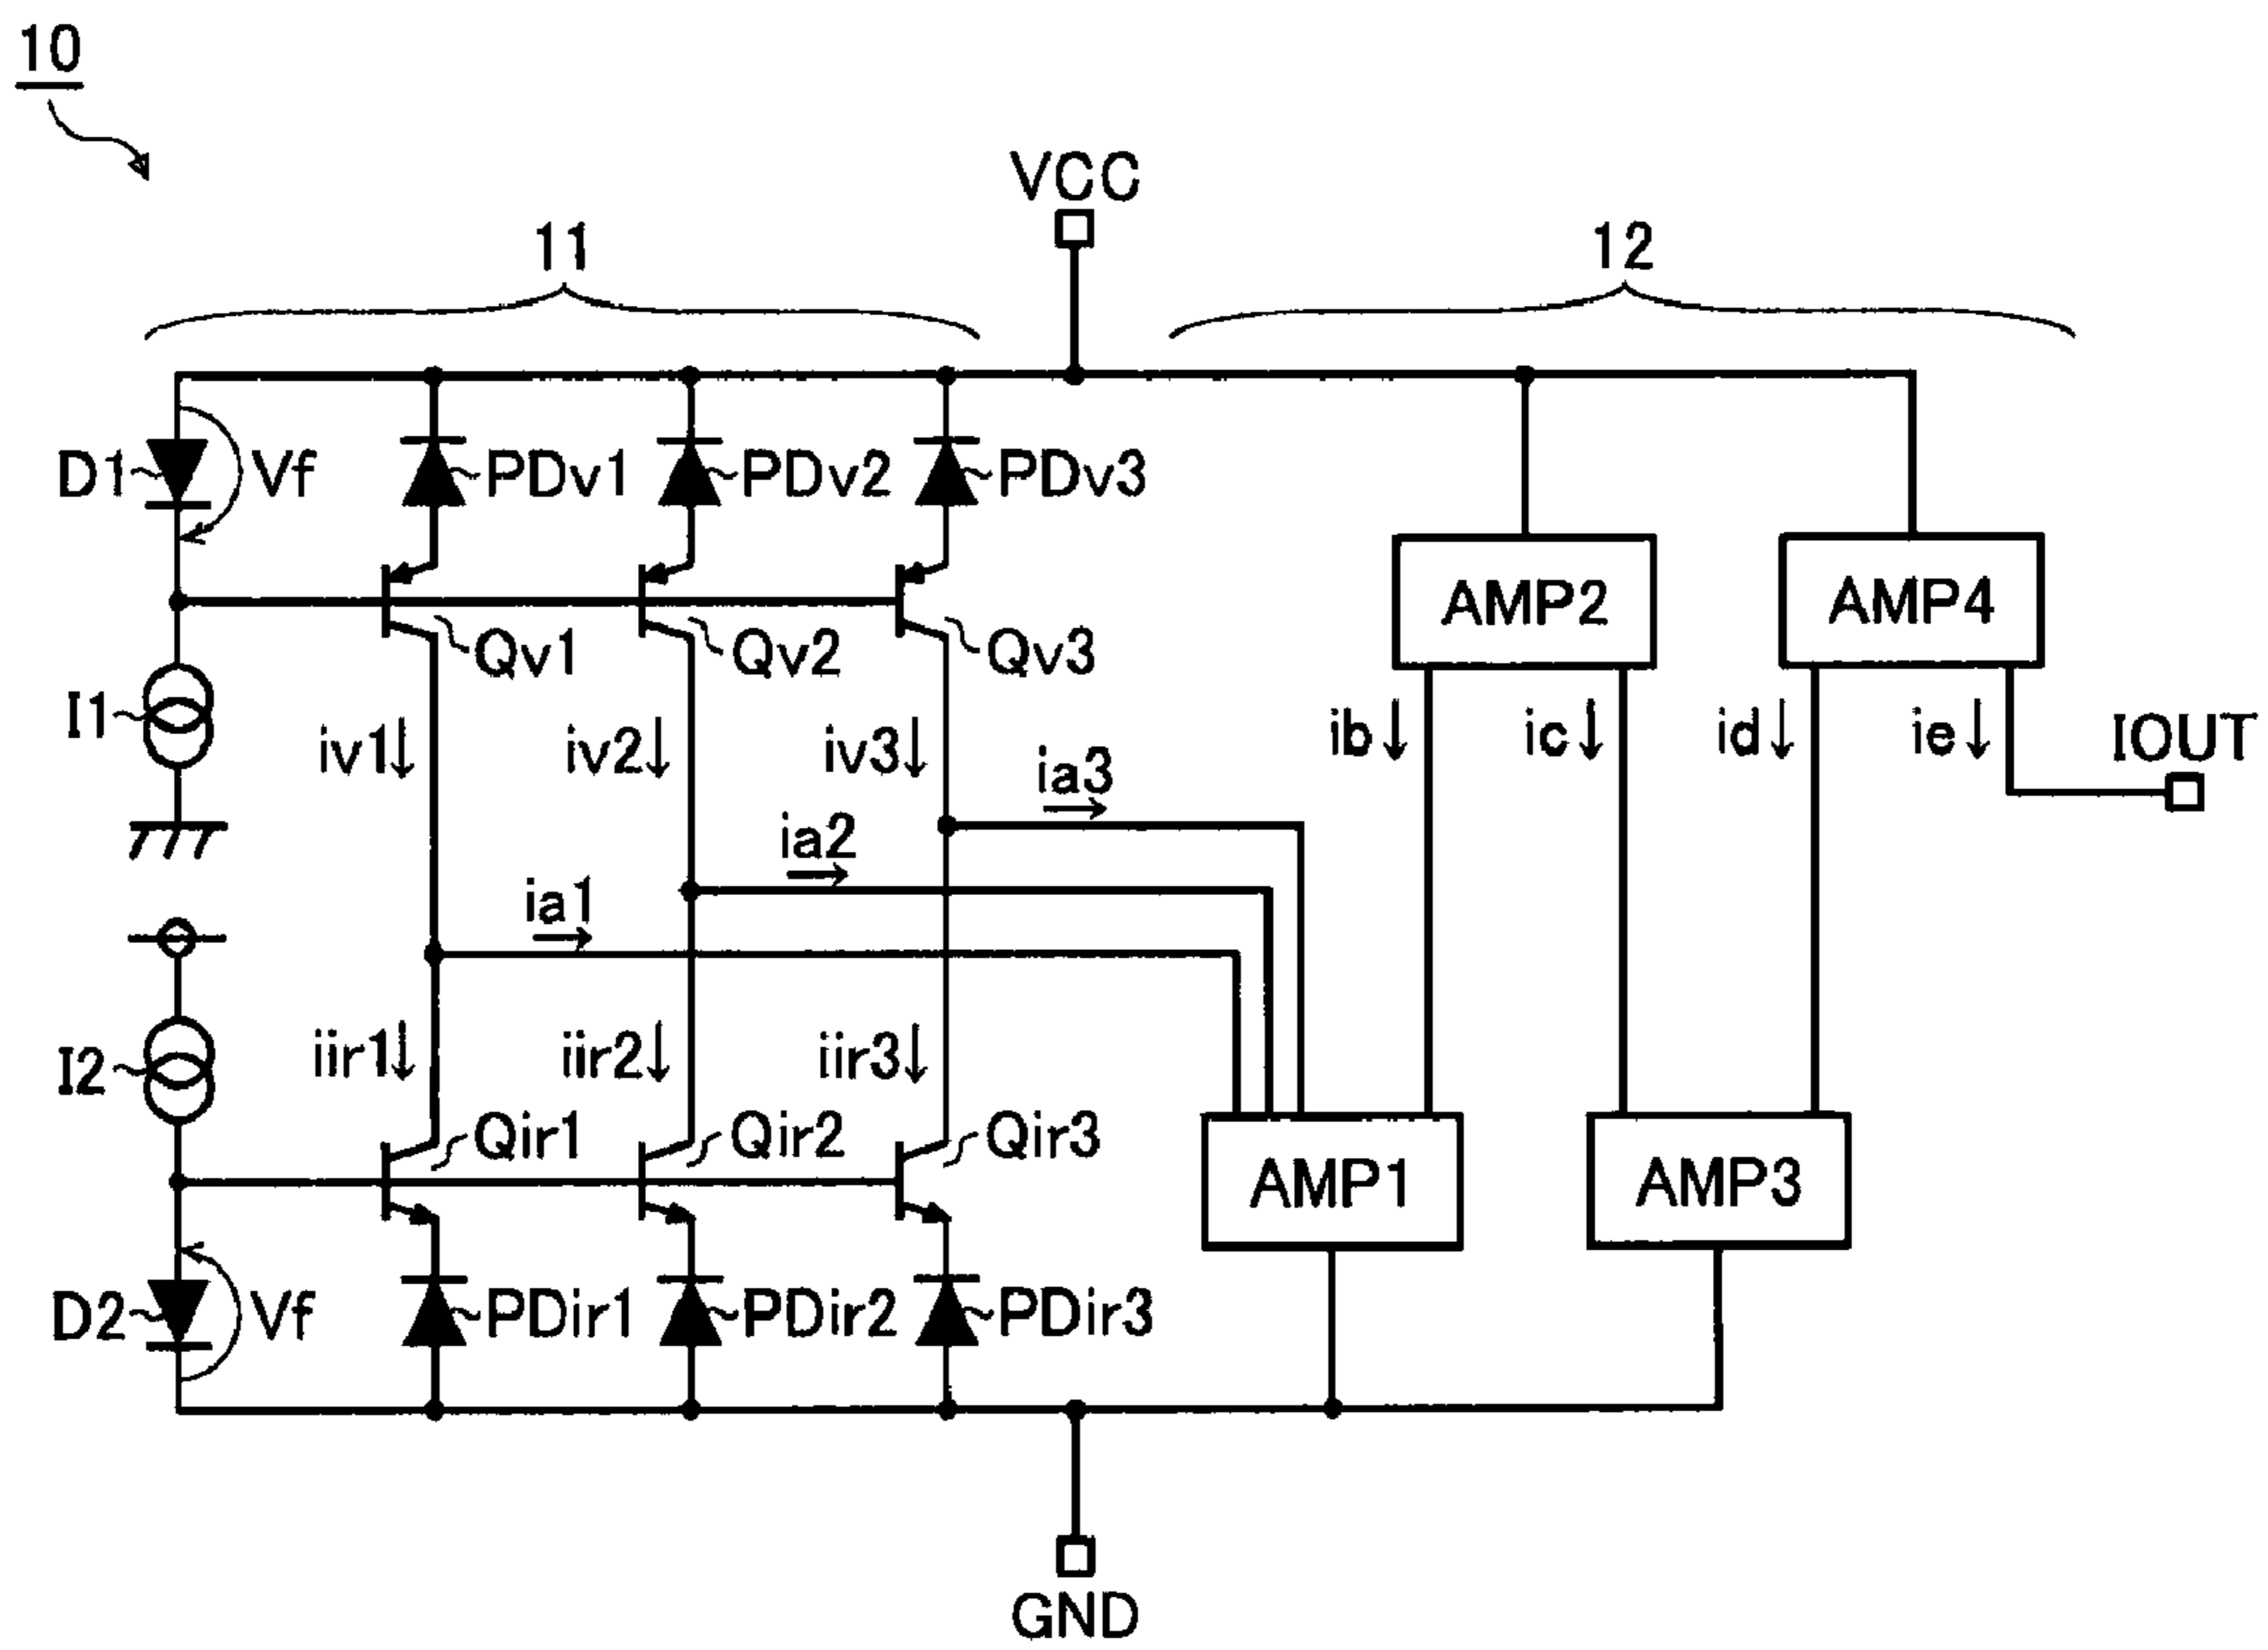 10
VCC
11
12
D1
Vf
PDv1
PDv2
PDv3
AMP2
AMP4
Qv1
Qv2
Qv3
I1
iv1
iv2
iv3
ib
ic
id
ie
IOUT
ia3
ia2
ia1
I2
iir1
iir2
iir3
Qir1
Qir2
Qir3
AMP1
AMP3
D2
Vf
PDir1
PDir2
PDir3
GND